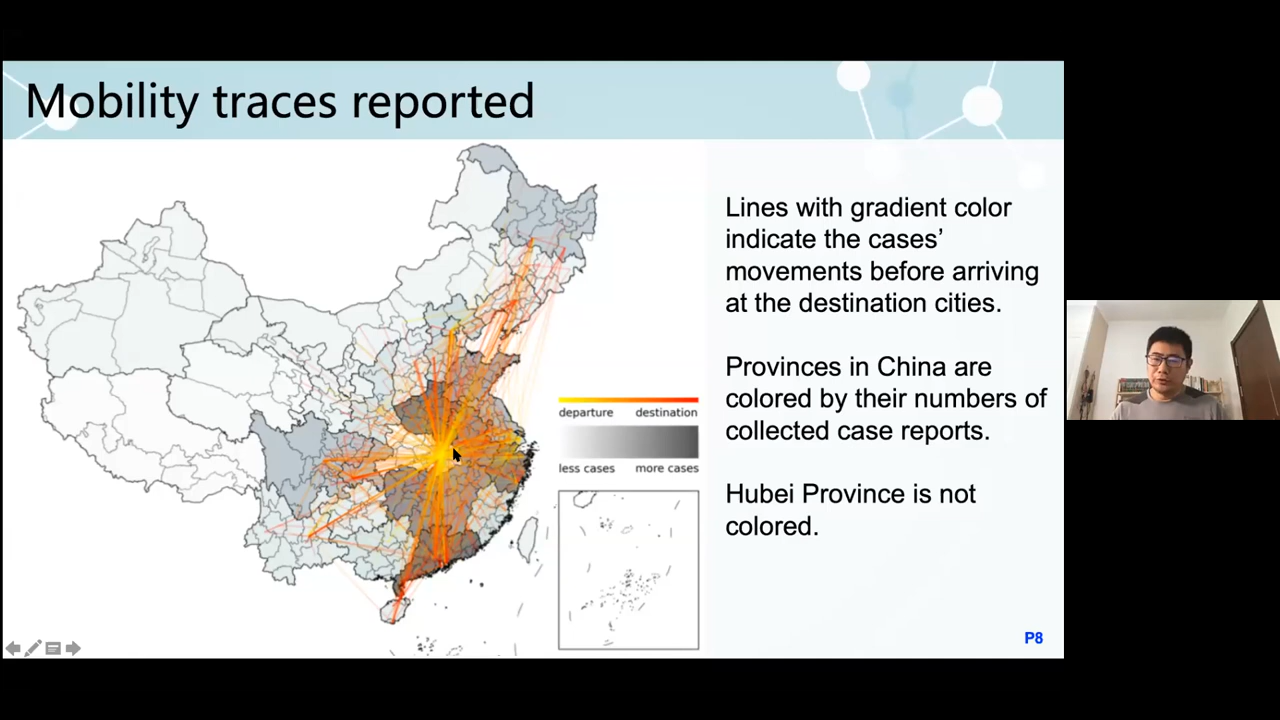 Mobility traces reported
Lines with gradient color
indicate the cases’
movements before arriving
at the destination cities.
Provinces in China are
colored by their numbers of
collected case reports.
Hubei Province is not
colored.
departure destination
less cases more cases
P8